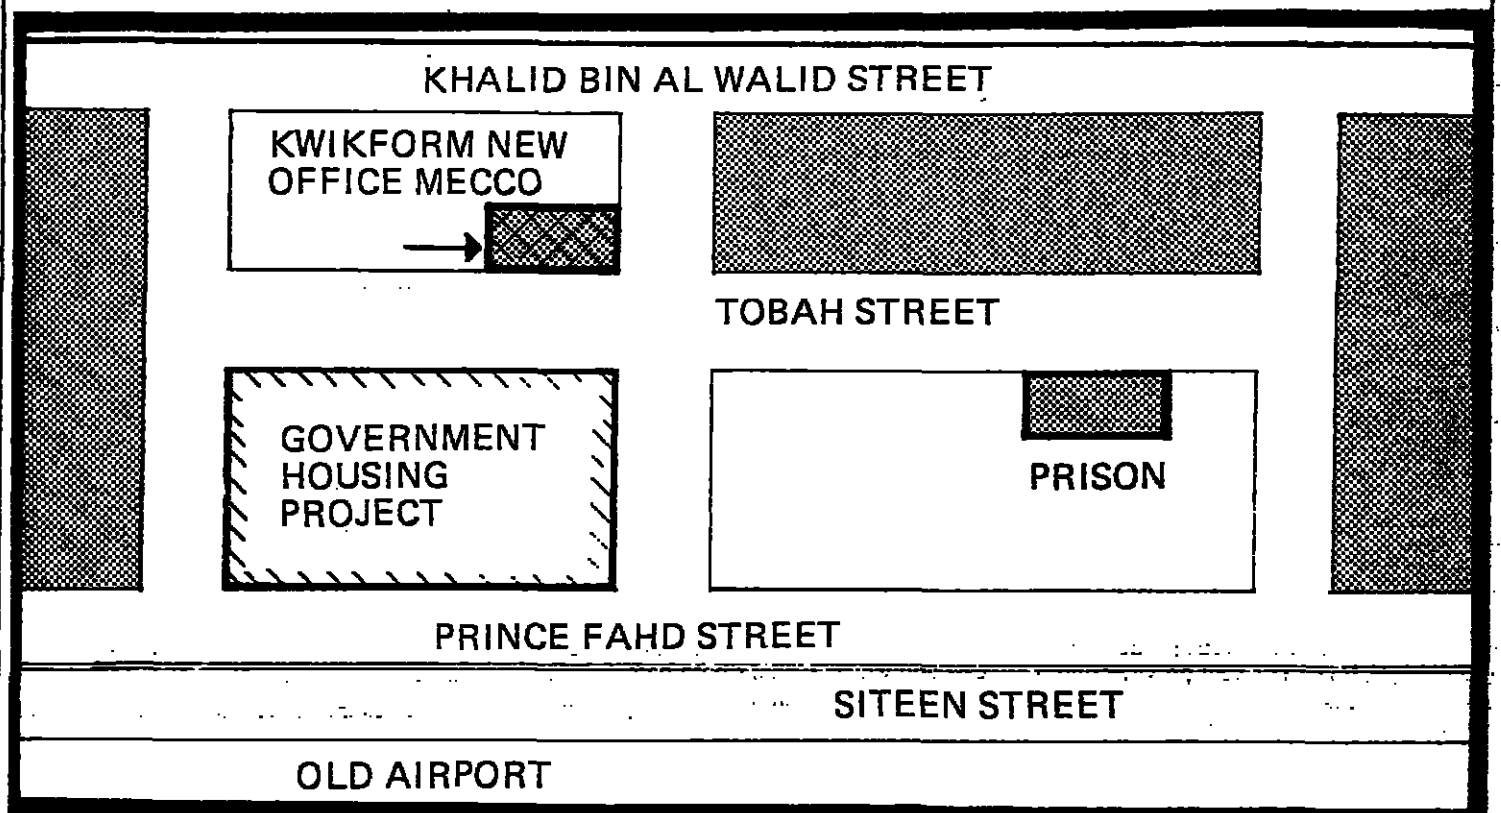 KHALID BIN AL WALID STREET
KWIKFORM NEW
OFFICE MECCO
TOBAH STREET
GOVERNMENT
HOUSING
PROJECT
PRISON
PRINCE FAHD STREET
SITEEN STREET
OLD AIRPORT